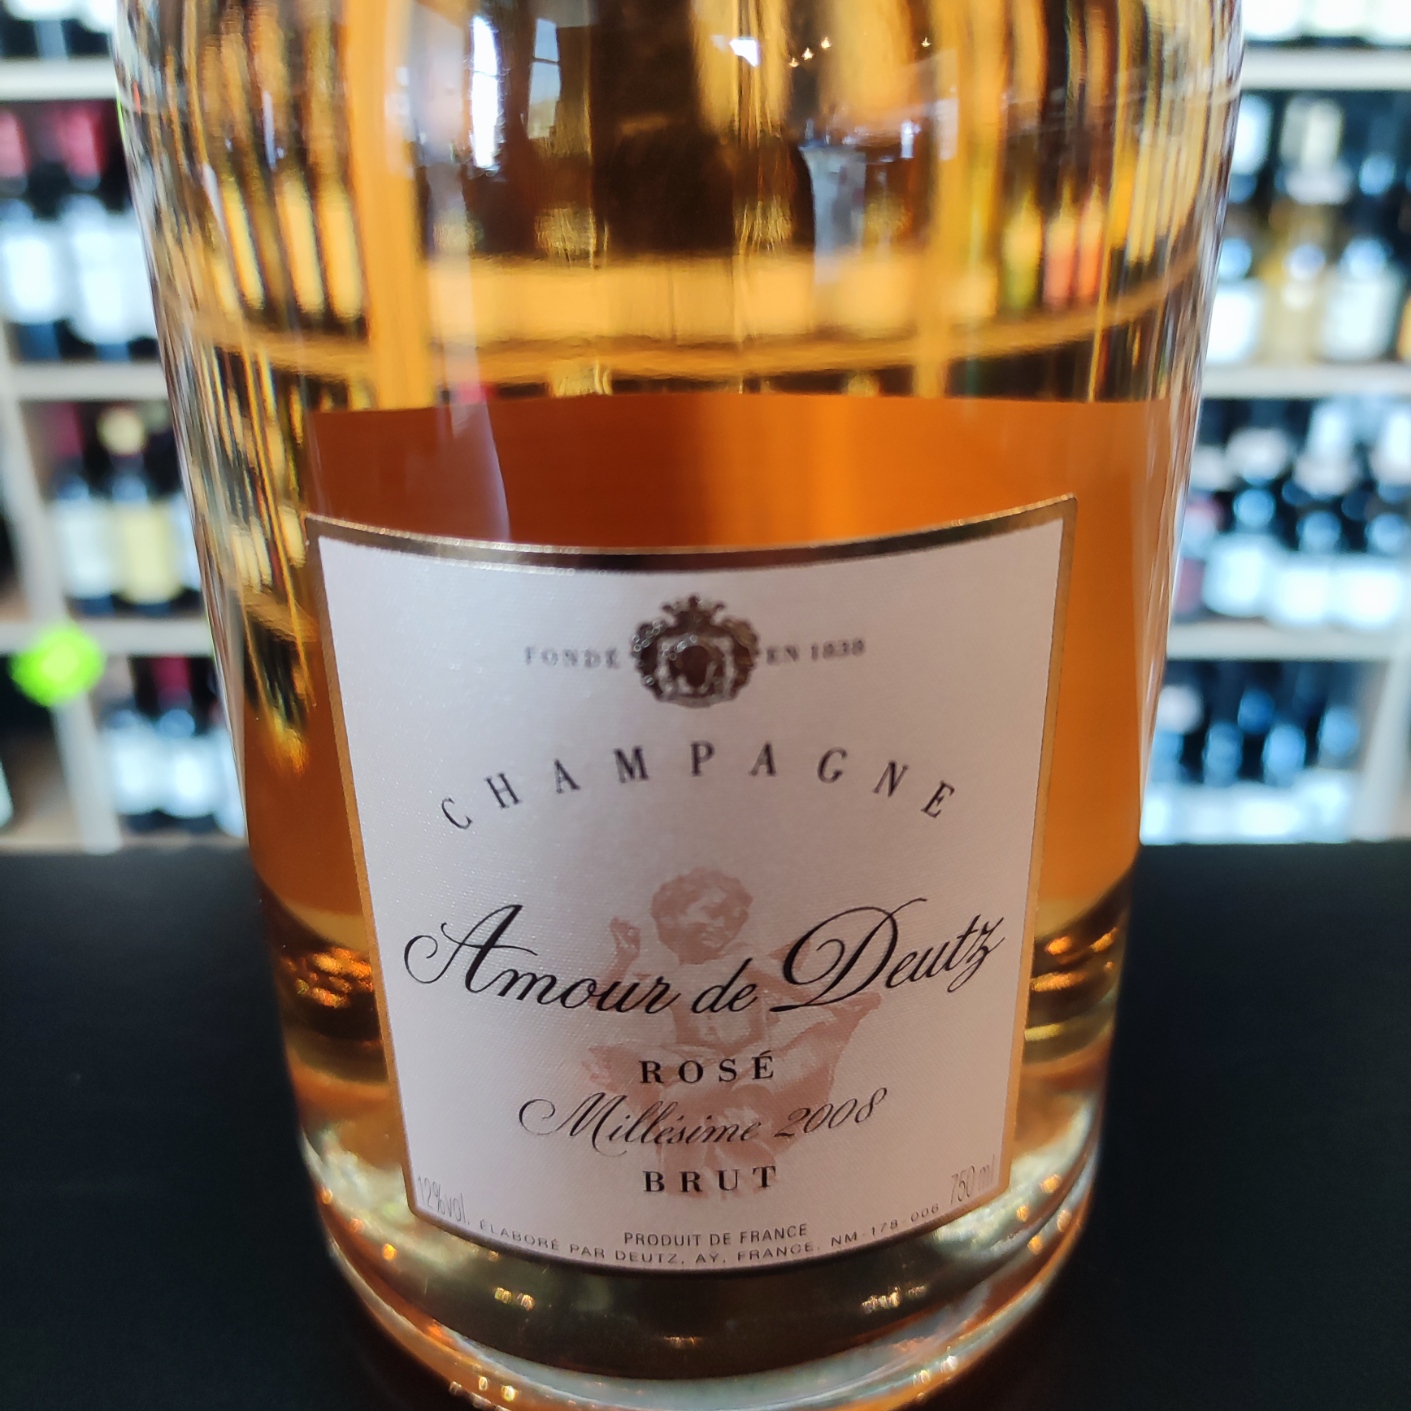 FONDÉ EN 1838
CHAMPAGNE
Amour de Deutz
ROSÉ
Millésime 2008
BRUT
12%vol. 750 ml
PRODUIT DE FRANCE
ÉLABORÉ PAR DEUTZ, AŸ, FRANCE. NM-178-006